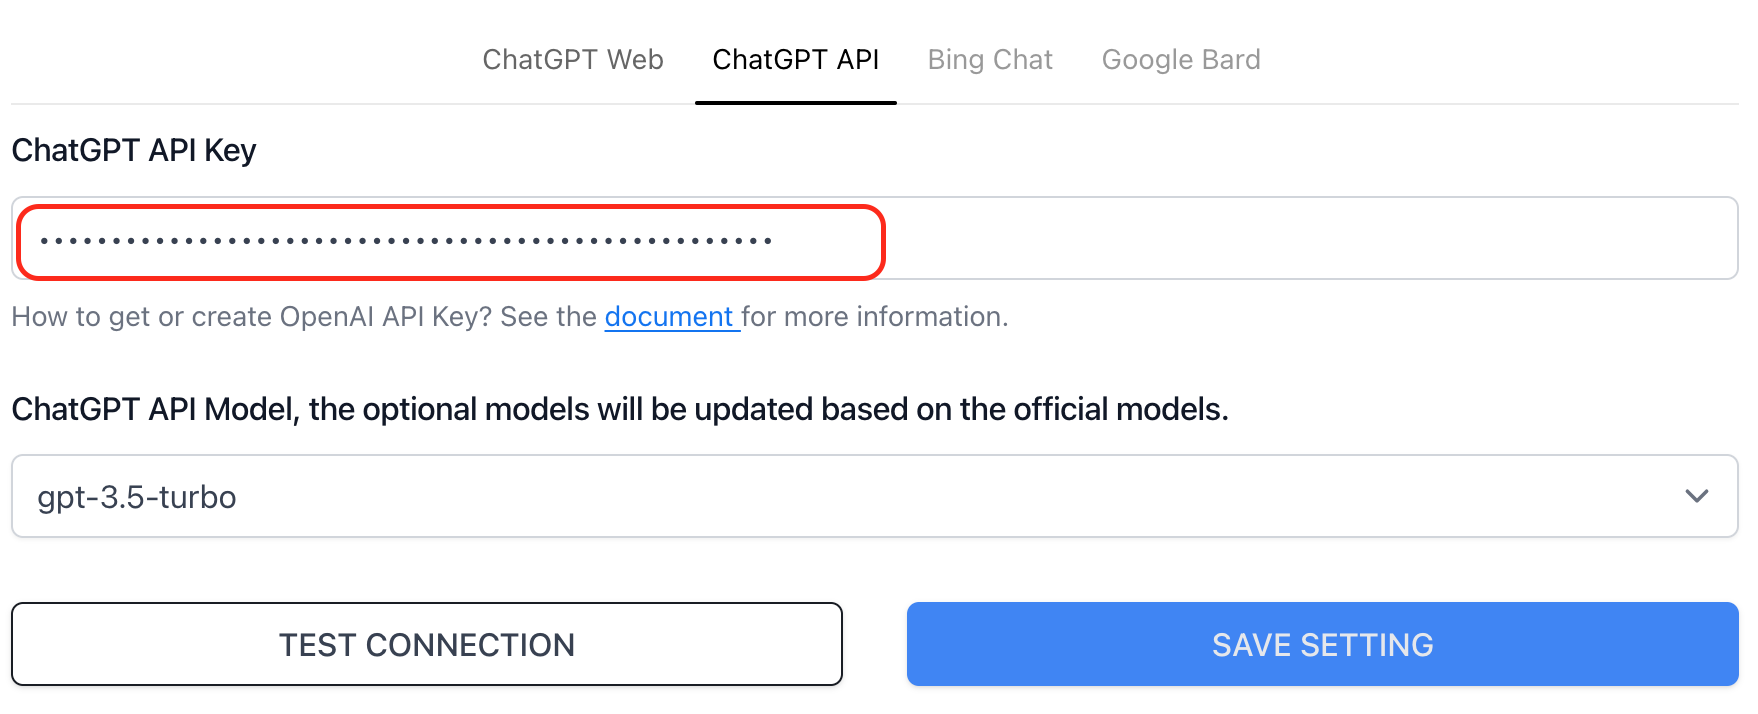 ChatGPT Web ChatGPT API Bing Chat Google Bard
ChatGPT API Key
•••••••••••••••••••••••••••••••••••••••••••••••••••
How to get or create OpenAI API Key? See the document for more information.
ChatGPT API Model, the optional models will be updated based on the official models.
gpt-3.5-turbo
TEST CONNECTION SAVE SETTING